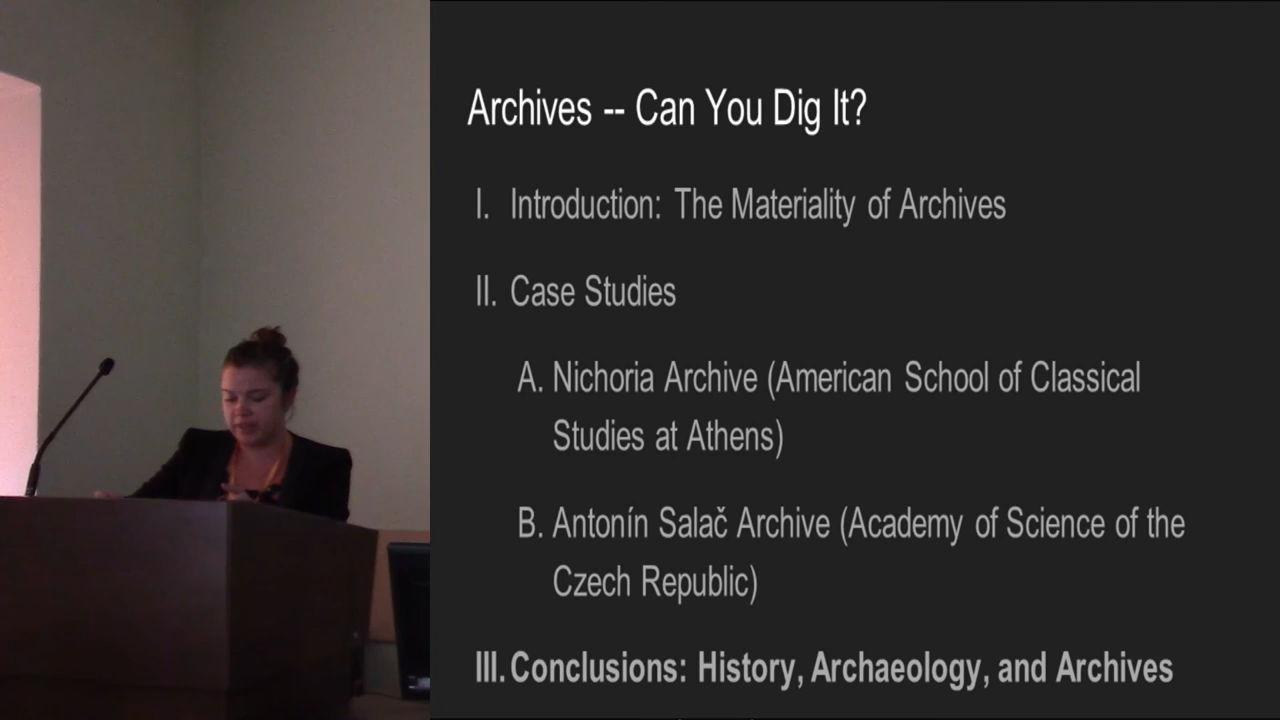 Archives -- Can You Dig It?
I. Introduction: The Materiality of Archives
II. Case Studies
A. Nichoria Archive (American School of Classical
Studies at Athens)
B. Antonín Salač Archive (Academy of Science of the
Czech Republic)
III. Conclusions: History, Archaeology, and Archives